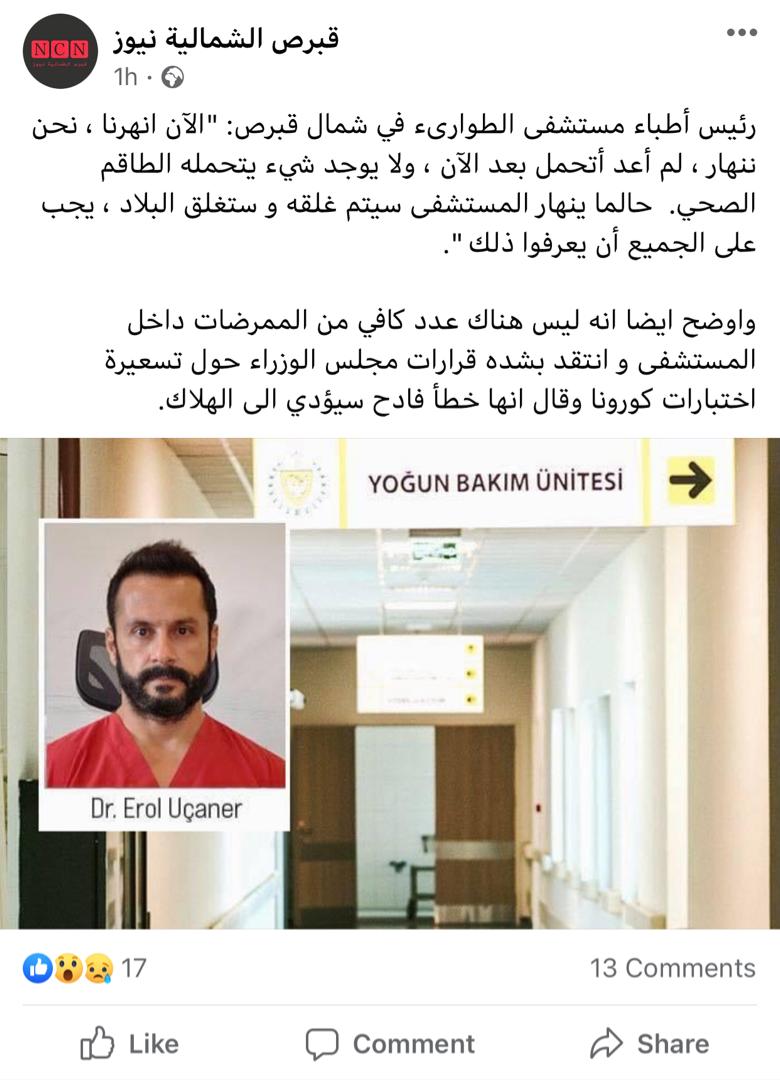 قبرص الشمالية نيوز
NCN
1h ·
رئيس أطباء مستشفى الطوارىء في شمال قبرص: "الآن انهرنا ، نحن
ننهار ، لم أعد أتحمل بعد الآن ، ولا يوجد شيء يتحمله الطاقم
الصحي. حالما ينهار المستشفى سيتم غلقه و ستغلق البلاد ، يجب
على الجميع أن يعرفوا ذلك ".
واوضح ايضا انه ليس هناك عدد كافي من الممرضات داخل
المستشفى و انتقد بشده قرارات مجلس الوزراء حول تسعيرة
اختبارات كورونا وقال انها خطأ فادح سيؤدي الى الهلاك.
YOĞUN BAKIM ÜNİTESİ
Dr. Erol Uçaner
17
13 Comments
Like
Comment
Share